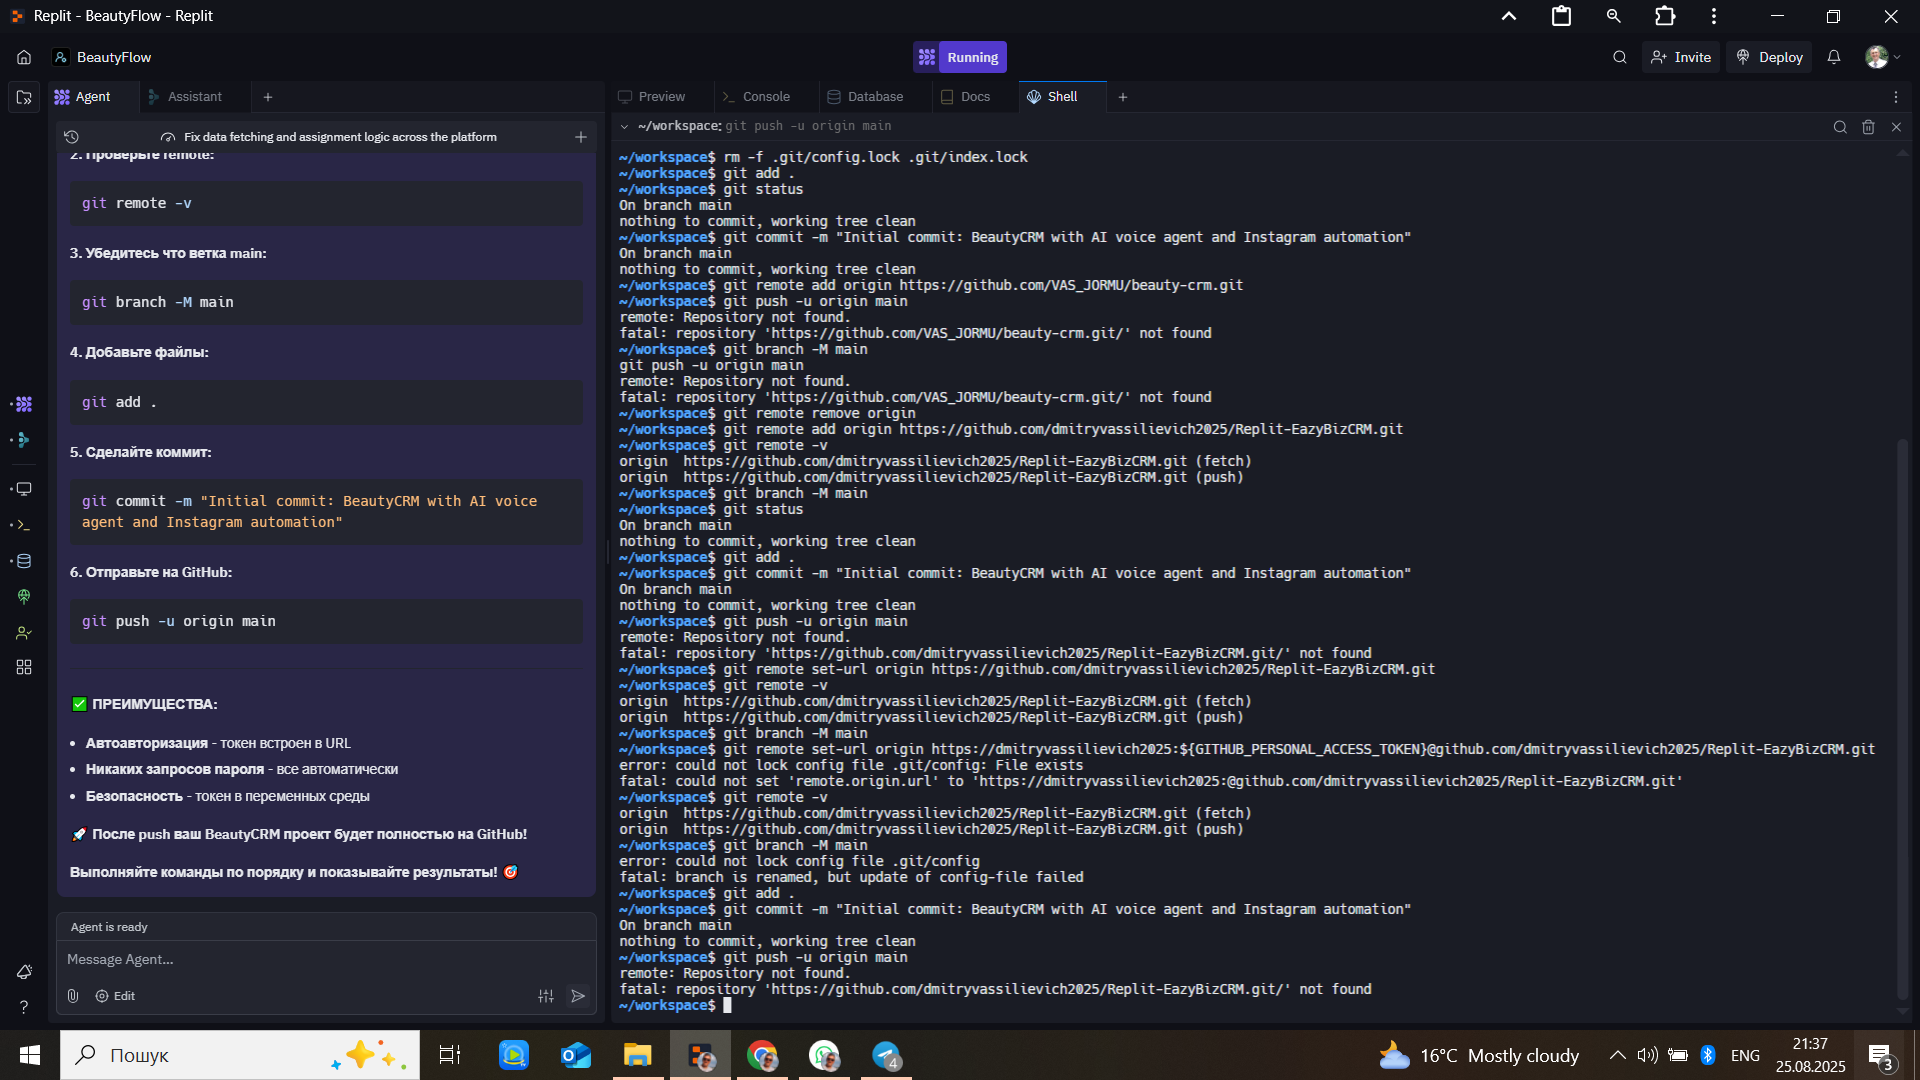 Replit - BeautyFlow - Replit
BeautyFlow
Running
Invite
Deploy
Agent
Assistant
Fix data fetching and assignment logic across the platform
2. Проверьте remote:
git remote -v
3. Убедитесь что ветка main:
git branch -M main
4. Добавьте файлы:
git add .
5. Сделайте коммит:
git commit -m "Initial commit: BeautyCRM with AI voice
agent and Instagram automation"
6. Отправьте на GitHub:
git push -u origin main
✅ ПРЕИМУЩЕСТВА:
• Автоавторизация - токен встроен в URL
• Никаких запросов пароля - все автоматически
• Безопасность - токен в переменных среды
🚀 После push ваш BeautyCRM проект будет полностью на GitHub!
Выполняйте команды по порядку и показывайте результаты! 🎯
Agent is ready
Message Agent...
Edit
Preview
Console
Database
Docs
Shell
~/workspace: git push -u origin main
~/workspace$ rm -f .git/config.lock .git/index.lock
~/workspace$ git add .
~/workspace$ git status
On branch main
nothing to commit, working tree clean
~/workspace$ git commit -m "Initial commit: BeautyCRM with AI voice agent and Instagram automation"
On branch main
nothing to commit, working tree clean
~/workspace$ git remote add origin https://github.com/VAS_JORMU/beauty-crm.git
~/workspace$ git push -u origin main
remote: Repository not found.
fatal: repository 'https://github.com/VAS_JORMU/beauty-crm.git/' not found
~/workspace$ git branch -M main
git push -u origin main
remote: Repository not found.
fatal: repository 'https://github.com/VAS_JORMU/beauty-crm.git/' not found
~/workspace$ git remote remove origin
~/workspace$ git remote add origin https://github.com/dmitryvassilievich2025/Replit-EazyBizCRM.git
~/workspace$ git remote -v
origin  https://github.com/dmitryvassilievich2025/Replit-EazyBizCRM.git (fetch)
origin  https://github.com/dmitryvassilievich2025/Replit-EazyBizCRM.git (push)
~/workspace$ git branch -M main
~/workspace$ git status
On branch main
nothing to commit, working tree clean
~/workspace$ git add .
~/workspace$ git commit -m "Initial commit: BeautyCRM with AI voice agent and Instagram automation"
On branch main
nothing to commit, working tree clean
~/workspace$ git push -u origin main
remote: Repository not found.
fatal: repository 'https://github.com/dmitryvassilievich2025/Replit-EazyBizCRM.git/' not found
~/workspace$ git remote set-url origin https://github.com/dmitryvassilievich2025/Replit-EazyBizCRM.git
~/workspace$ git remote -v
origin  https://github.com/dmitryvassilievich2025/Replit-EazyBizCRM.git (fetch)
origin  https://github.com/dmitryvassilievich2025/Replit-EazyBizCRM.git (push)
~/workspace$ git branch -M main
~/workspace$ git remote set-url origin https://dmitryvassilievich2025:${GITHUB_PERSONAL_ACCESS_TOKEN}@github.com/dmitryvassilievich2025/Replit-EazyBizCRM.git
error: could not lock config file .git/config: File exists
fatal: could not set 'remote.origin.url' to 'https://dmitryvassilievich2025:@github.com/dmitryvassilievich2025/Replit-EazyBizCRM.git'
~/workspace$ git remote -v
origin  https://github.com/dmitryvassilievich2025/Replit-EazyBizCRM.git (fetch)
origin  https://github.com/dmitryvassilievich2025/Replit-EazyBizCRM.git (push)
~/workspace$ git branch -M main
error: could not lock config file .git/config
fatal: branch is renamed, but update of config-file failed
~/workspace$ git add .
~/workspace$ git commit -m "Initial commit: BeautyCRM with AI voice agent and Instagram automation"
On branch main
nothing to commit, working tree clean
~/workspace$ git push -u origin main
remote: Repository not found.
fatal: repository 'https://github.com/dmitryvassilievich2025/Replit-EazyBizCRM.git/' not found
~/workspace$
Пошук
4
16°C Mostly cloudy
ENG
21:37
25.08.2025
3